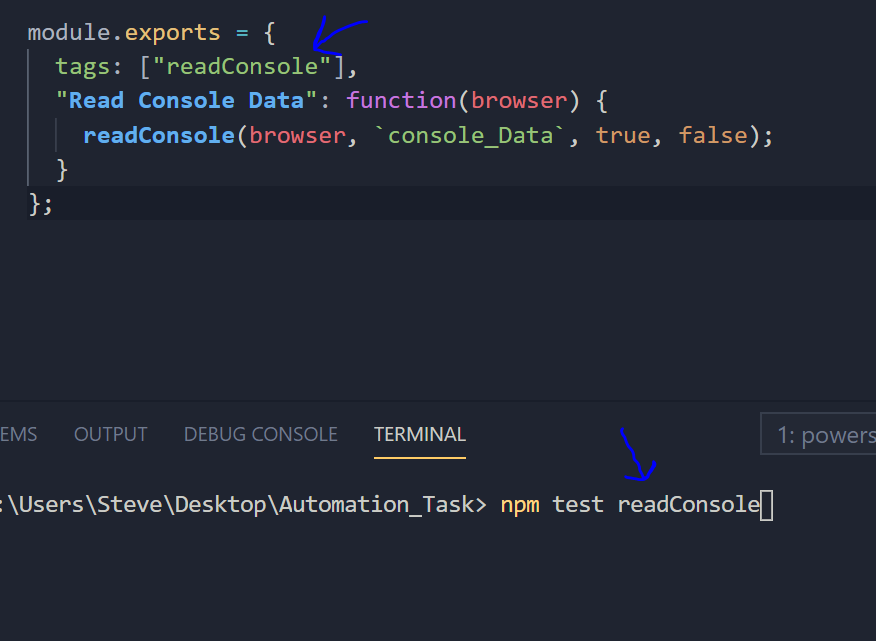 module.exports = {
tags: ["readConsole"],
"Read Console Data": function(browser) {
readConsole(browser, `console_Data`, true, false);
}
};
EMS OUTPUT DEBUG CONSOLE TERMINAL 1: powers
:\Users\Steve\Desktop\Automation_Task> npm test readConsole